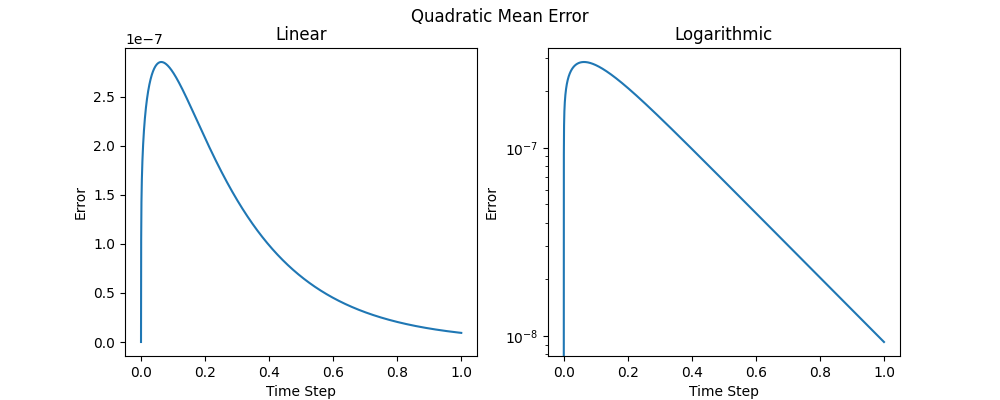 Quadratic Mean Error
Linear
1e−7
2.5
2.0
1.5
1.0
0.5
0.0
Error
0.0 0.2 0.4 0.6 0.8 1.0
Time Step
Logarithmic
10⁻⁷
10⁻⁸
Error
0.0 0.2 0.4 0.6 0.8 1.0
Time Step